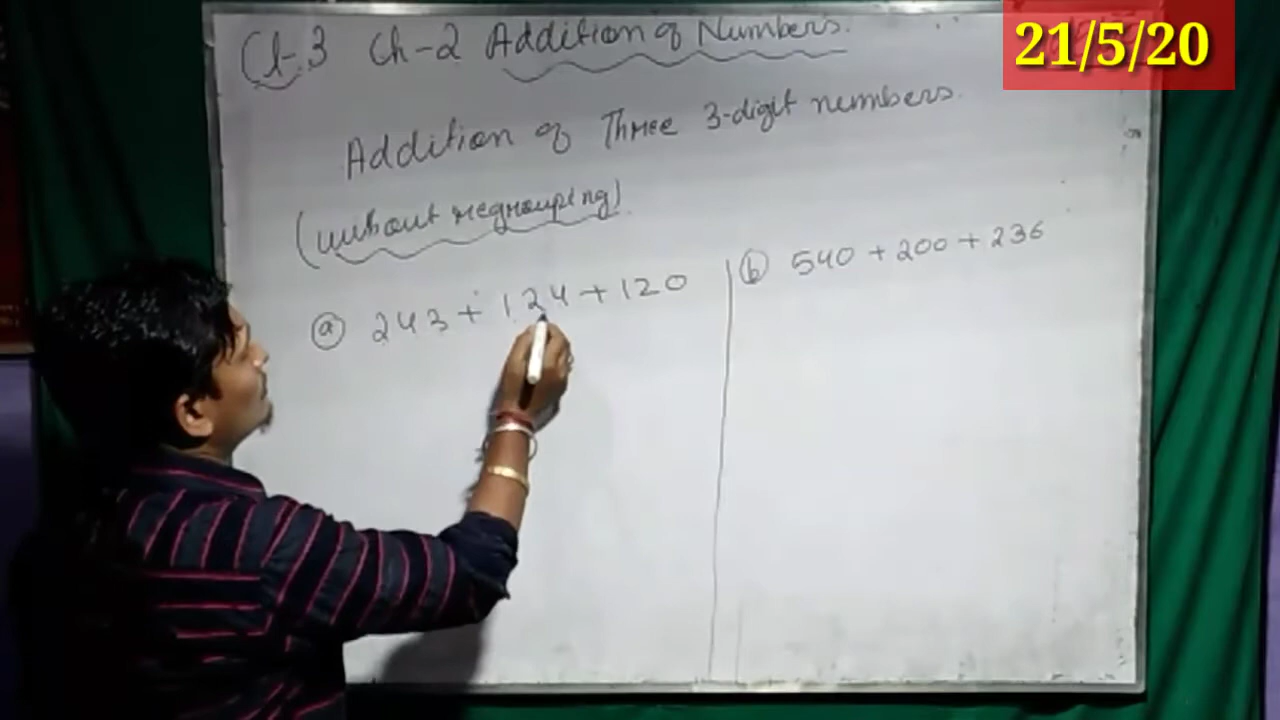 Cl-3 Ch-2 Addition of Numbers.
21/5/20
Addition of Three 3-digit numbers.
(without regrouping)
(a) 243 + 124 + 120
(b) 540 + 200 + 236